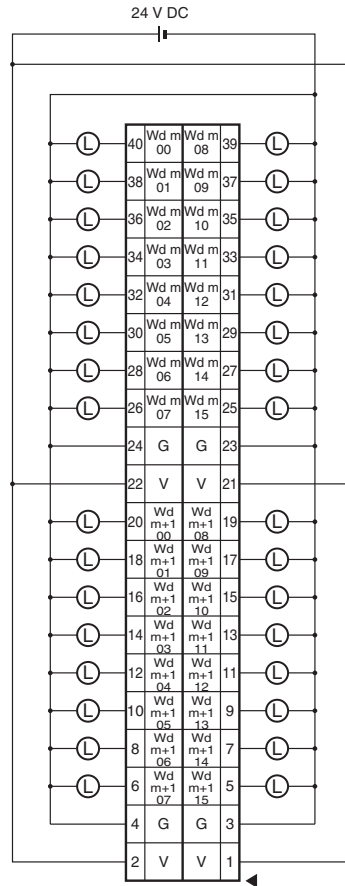 24 V DC
L 40 Wd m 00 Wd m 08 39 L
L 38 Wd m 01 Wd m 09 37 L
L 36 Wd m 02 Wd m 10 35 L
L 34 Wd m 03 Wd m 11 33 L
L 32 Wd m 04 Wd m 12 31 L
L 30 Wd m 05 Wd m 13 29 L
L 28 Wd m 06 Wd m 14 27 L
L 26 Wd m 07 Wd m 15 25 L
24 G G 23
22 V V 21
L 20 Wd m+1 00 Wd m+1 08 19 L
L 18 Wd m+1 01 Wd m+1 09 17 L
L 16 Wd m+1 02 Wd m+1 10 15 L
L 14 Wd m+1 03 Wd m+1 11 13 L
L 12 Wd m+1 04 Wd m+1 12 11 L
L 10 Wd m+1 05 Wd m+1 13 9 L
L 8 Wd m+1 06 Wd m+1 14 7 L
L 6 Wd m+1 07 Wd m+1 15 5 L
4 G G 3
2 V V 1